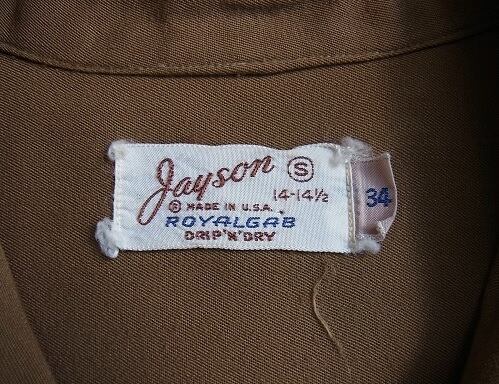 Jayson S
14-14½
® MADE IN U.S.A.
ROYALGAB
DRIP'N'DRY
34